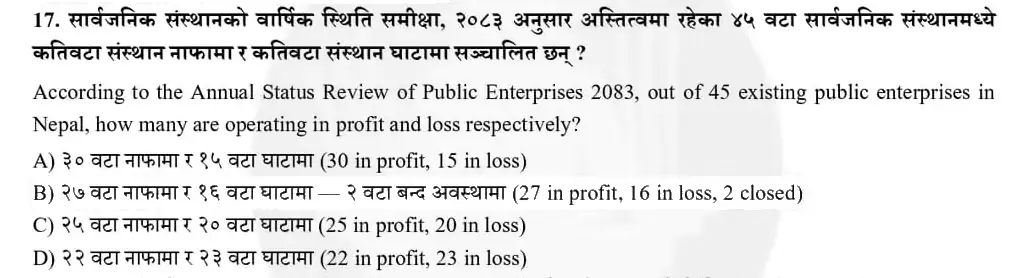 17. सार्वजनिक संस्थानको वार्षिक स्थिति समीक्षा, २०८३ अनुसार अस्तित्वमा रहेका ४५ वटा सार्वजनिक संस्थानमध्ये
कतिवटा संस्थान नाफामा र कतिवटा संस्थान घाटामा सञ्चालित छन् ?
According to the Annual Status Review of Public Enterprises 2083, out of 45 existing public enterprises in
Nepal, how many are operating in profit and loss respectively?
A) ३० वटा नाफामा र १५ वटा घाटामा (30 in profit, 15 in loss)
B) २७ वटा नाफामा र १६ वटा घाटामा — २ वटा बन्द अवस्थामा (27 in profit, 16 in loss, 2 closed)
C) २५ वटा नाफामा र २० वटा घाटामा (25 in profit, 20 in loss)
D) २२ वटा नाफामा र २३ वटा घाटामा (22 in profit, 23 in loss)